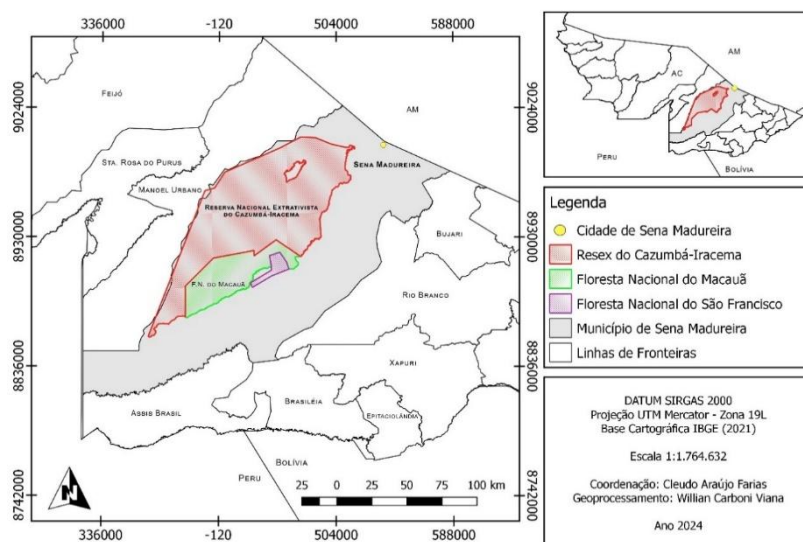 336000
-120
504000
FEIJÓ
AM
9024000
9024000
STA. ROSA DO PURUS
MANOEL URBANO
SENA MADUREIRA
RESERVA NACIONAL EXTRATIVISTA
DO CAZUMBÁ-IRACEMA
8930000
8930000
BUJARI
F.N. DO MACAUÃ
RIO BRANCO
8836000
8836000
XAPURI
ASSIS BRASIL
BRASILÉIA
EPITACIOLÂNDIA
BOLÍVIA
PERU
N
25 0 25 50 75 100 km
8742000
8742000
336000
-120
504000
588000
AM
AC
PERU
BOLÍVIA
Legenda
Cidade de Sena Madureira
Resex do Cazumbá-Iracema
Floresta Nacional do Macauã
Floresta Nacional do São Francisco
Município de Sena Madureira
Linhas de Fronteiras
DATUM SIRGAS 2000
Projeção UTM Mercator - Zona 19L
Base Cartográfica IBGE (2021)
Escala 1:1.764.632
Coordenação: Cleudo Araújo Farias
Geoprocessamento: Willian Carboni Viana
Ano 2024